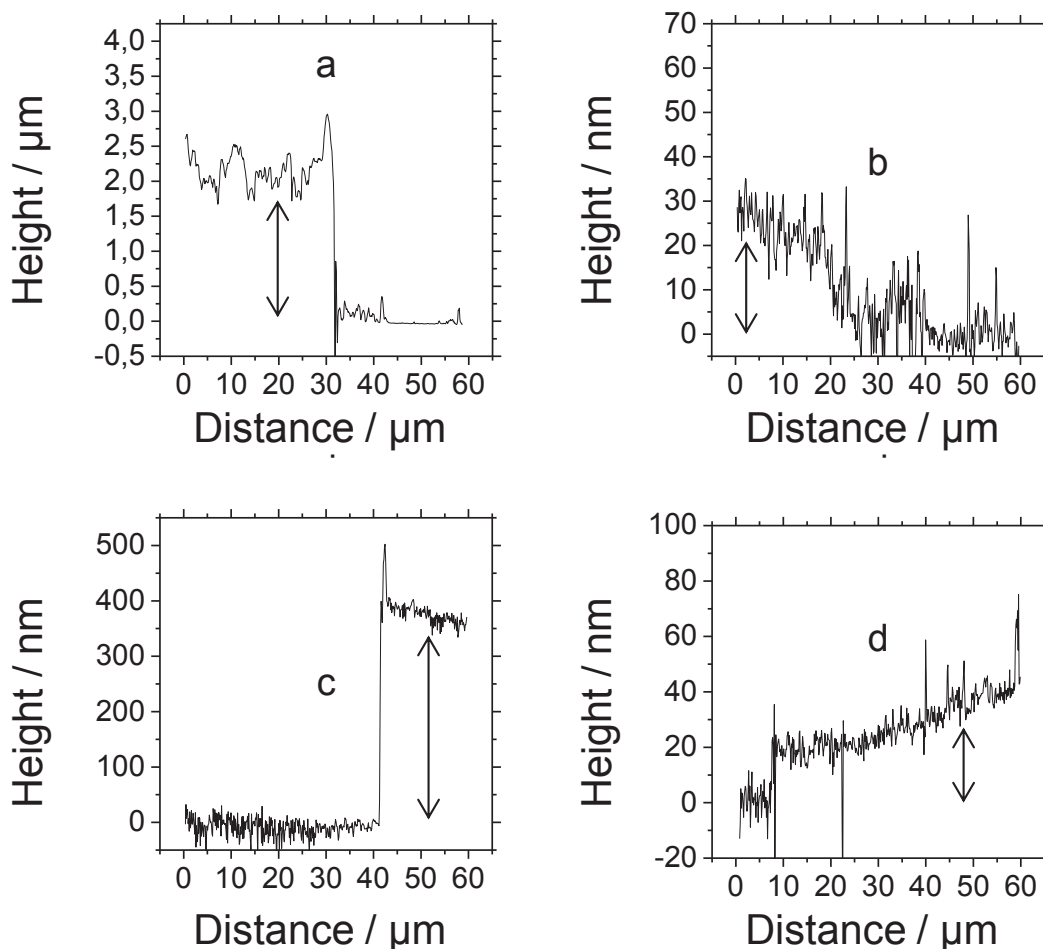 a
Height / µm
4,0
3,5
3,0
2,5
2,0
1,5
1,0
0,5
0,0
-0,5
0 10 20 30 40 50 60
Distance / µm
b
Height / nm
70
60
50
40
30
20
10
0
0 10 20 30 40 50 60
Distance / µm
c
Height / nm
500
400
300
200
100
0
0 10 20 30 40 50 60
Distance / µm
d
Height / nm
100
80
60
40
20
0
-20
0 10 20 30 40 50 60
Distance / µm